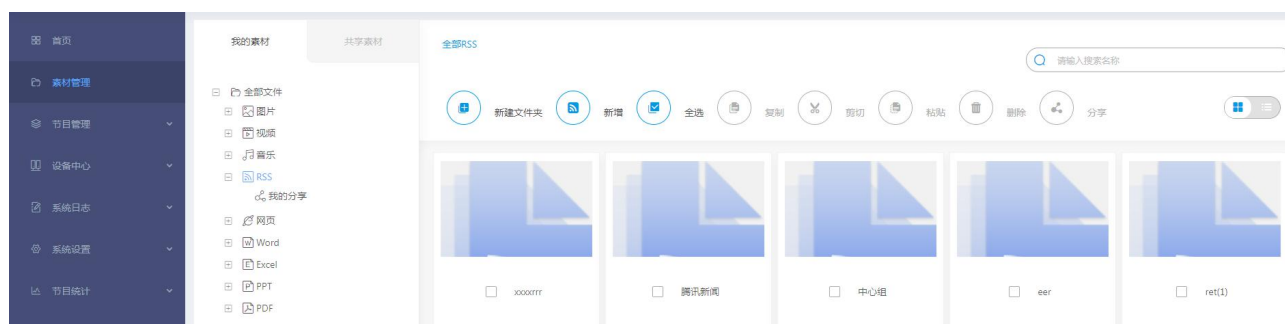 首页
素材管理
节目管理
设备中心
系统日志
系统设置
节目统计
我的素材 共享素材
全部文件
图片
视频
音乐
RSS
我的分享
网页
Word
Excel
PPT
PDF
全部RSS
请输入搜索名称
新建文件夹 新增 全选 复制 剪切 粘贴 删除 分享
xxxxrrr 腾讯新闻 中心组 eer ret(1)